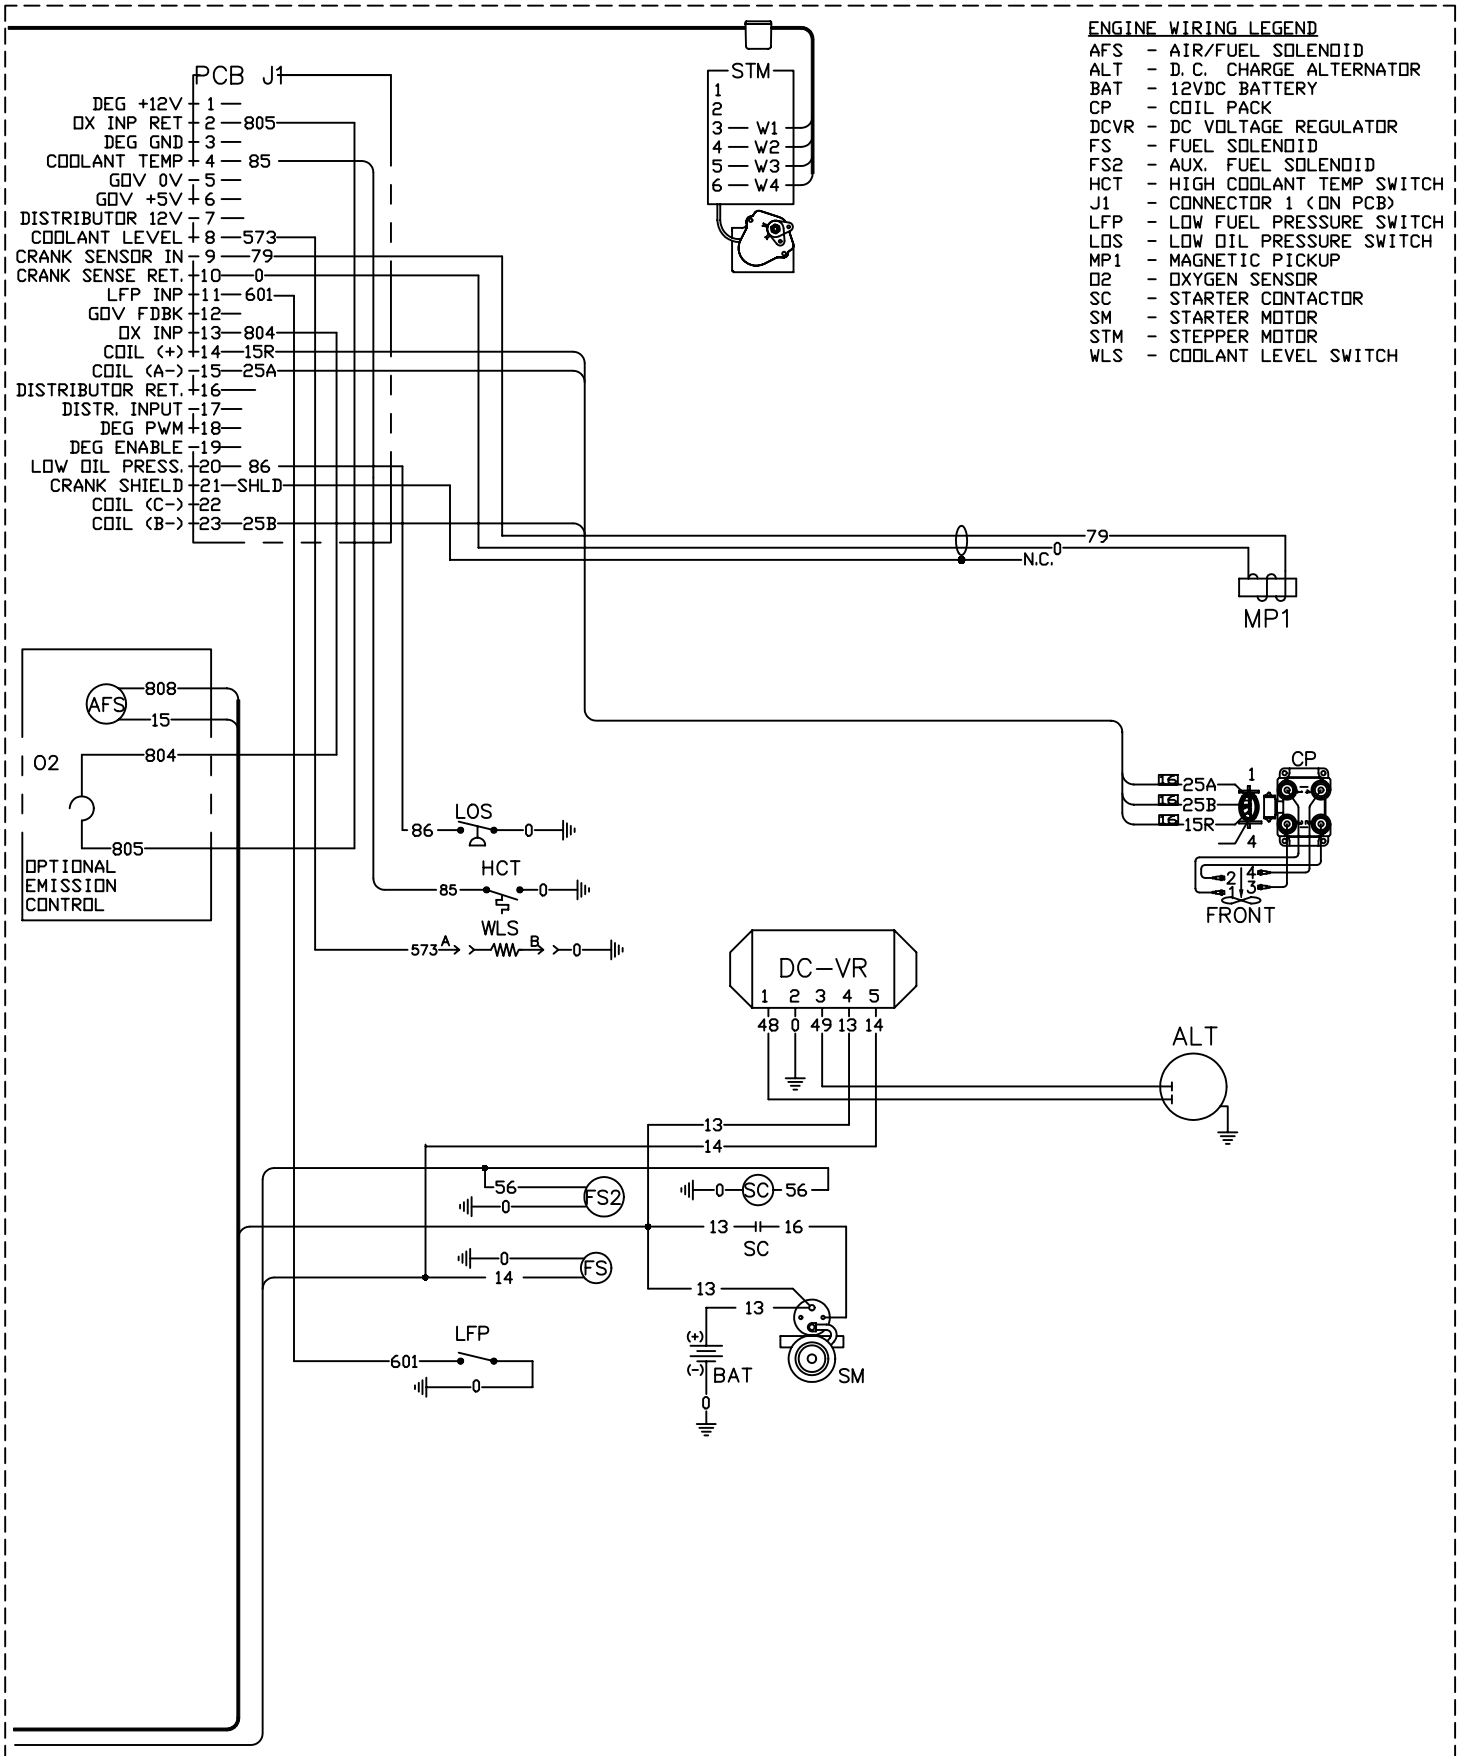 ENGINE WIRING LEGEND
AFS - AIR/FUEL SOLENOID
ALT - D.C. CHARGE ALTERNATOR
BAT - 12VDC BATTERY
CP - COIL PACK
DCVR - DC VOLTAGE REGULATOR
FS - FUEL SOLENOID
FS2 - AUX. FUEL SOLENOID
HCT - HIGH COOLANT TEMP SWITCH
J1 - CONNECTOR 1 (ON PCB)
LFP - LOW FUEL PRESSURE SWITCH
LOS - LOW OIL PRESSURE SWITCH
MP1 - MAGNETIC PICKUP
O2 - OXYGEN SENSOR
SC - STARTER CONTACTOR
SM - STARTER MOTOR
STM - STEPPER MOTOR
WLS - COOLANT LEVEL SWITCH
PCB J1
DEG +12V 1
OX INP RET 2 805
DEG GND 3
COOLANT TEMP 4 85
GOV 0V 5
GOV +5V 6
DISTRIBUTOR 12V 7
COOLANT LEVEL 8 573
CRANK SENSOR IN 9 79
CRANK SENSE RET. 10 0
LFP INP 11 601
GOV FDBK 12
OX INP 13 804
COIL (+) 14 15R
COIL (A-) 15 25A
DISTRIBUTOR RET. 16
DISTR. INPUT 17
DEG PWM 18
DEG ENABLE 19
LOW OIL PRESS. 20 86
CRANK SHIELD 21 SHLD
COIL (C-) 22
COIL (B-) 23 25B
STM
1
2
3 W1
4 W2
5 W3
6 W4
79
0
N.C.
MP1
AFS
808
15
O2
804
805
OPTIONAL
EMISSION
CONTROL
CP
16 25A 1
16 25B
16 15R
4
2 4
1 3
FRONT
LOS
86 0
HCT
85 0
WLS
573 A B 0
DC-VR
1 2 3 4 5
48 0 49 13 14
ALT
13
14
56 FS2
0
0 SC 56
13 16
SC
0 FS
14
13
13
(+)
(-)
BAT
SM
0
LFP
601
0